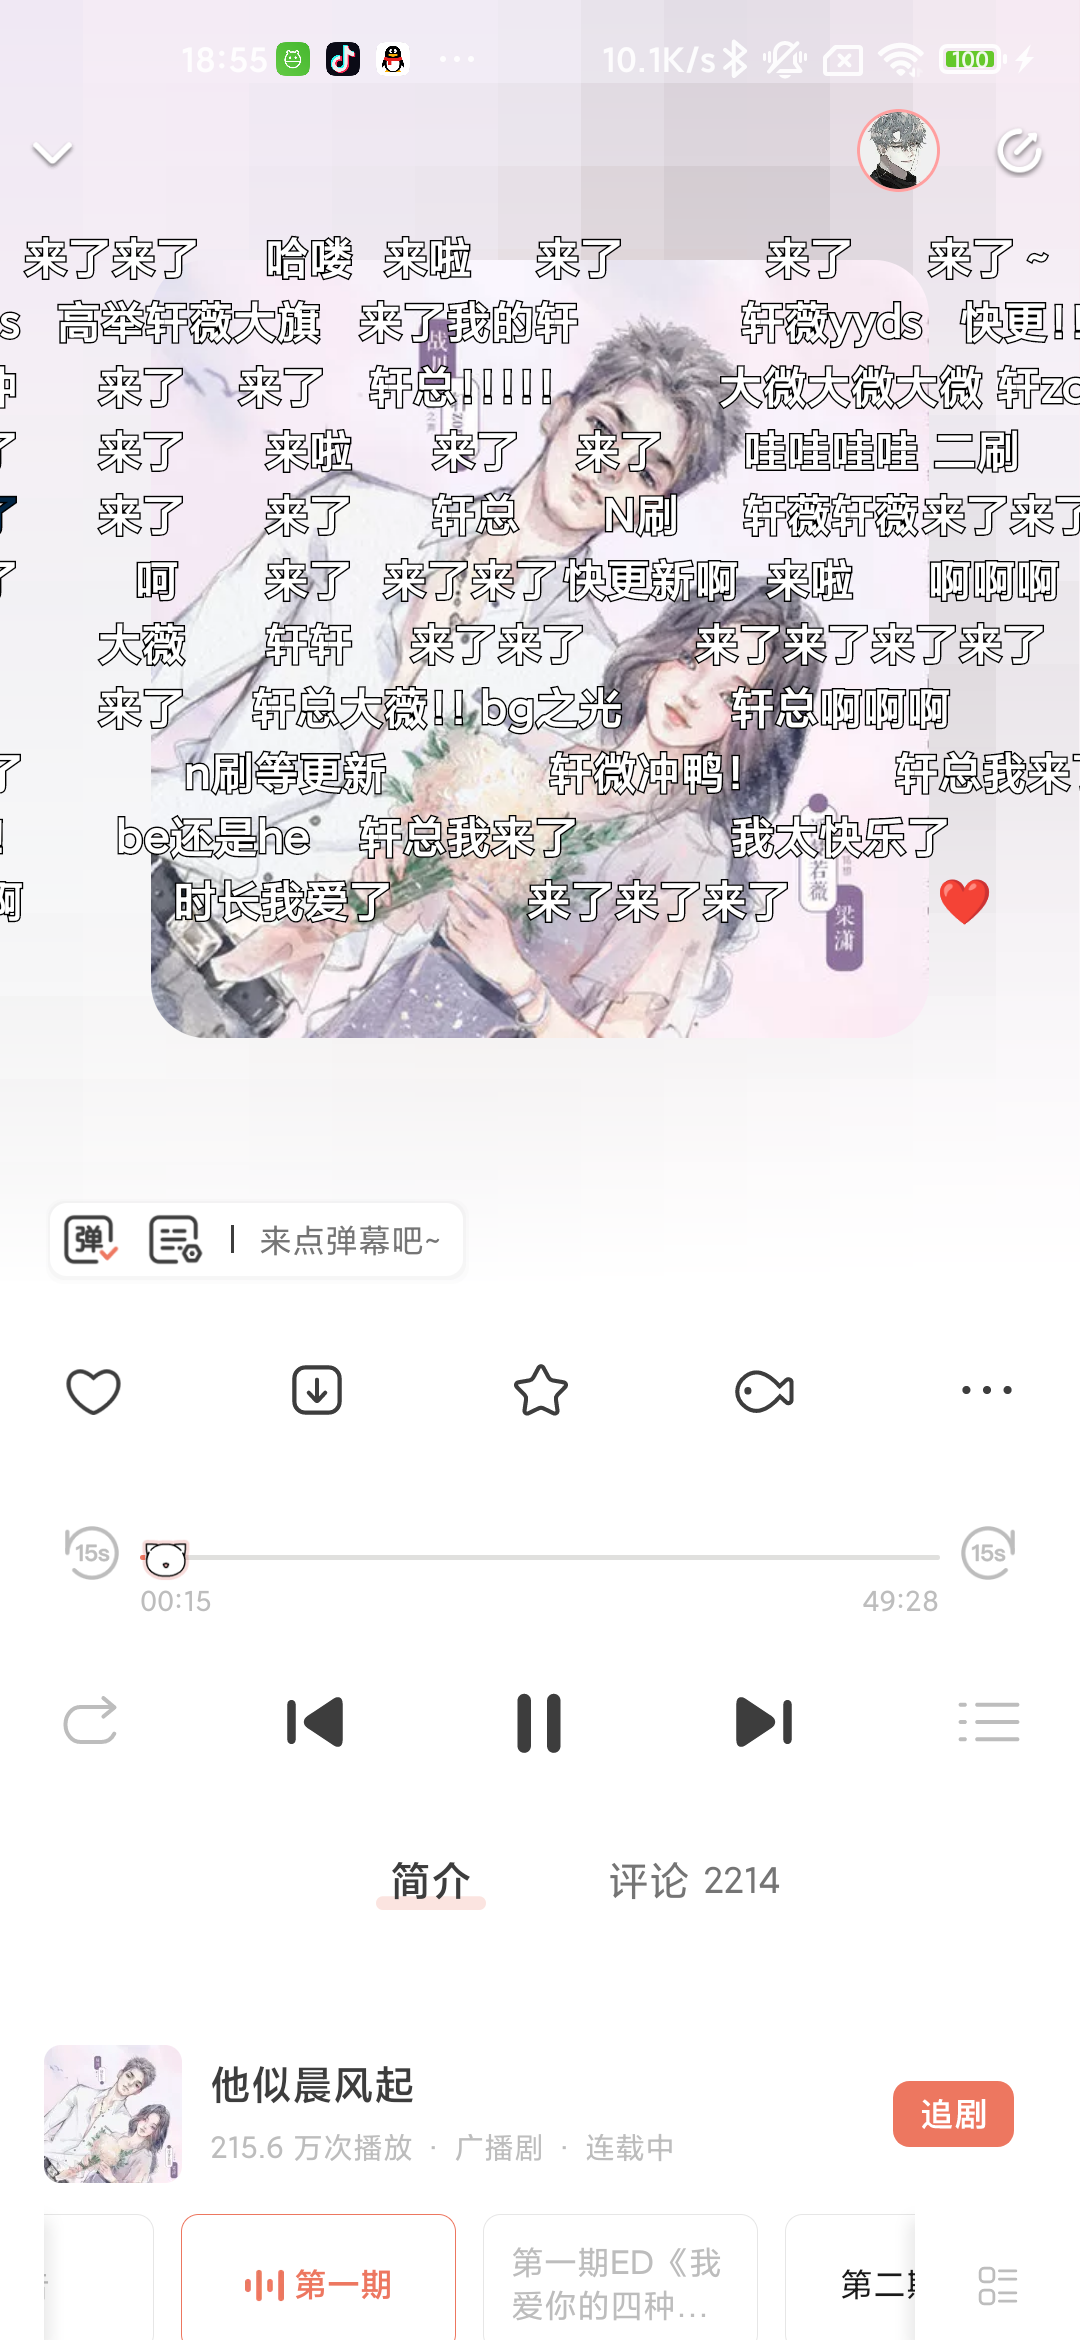 18:55 10.1K/s 100
来了来了 哈喽 来啦 来了 来了 来了~
s 高举轩薇大旗 来了我的轩 轩薇yyds 快更!!
冲 来了 来了 轩总!!!!! 大微大微大微 轩zo
了 来了 来啦 来了 来了 哇哇哇哇 二刷
了 来了 来了 轩总 N刷 轩薇轩薇 来了来了
了 呵 来了 来了来了 快更新啊 来啦 啊啊啊
大薇 轩轩 来了来了 来了来了来了来了
来了 轩总大薇!! bg之光 轩总啊啊啊
了 n刷等更新 轩微冲鸭! 轩总我来了
! be还是he 轩总我来了 我太快乐了
啊 时长我爱了 来了来了来了 ❤️
若薇
梁潇
弹 来点弹幕吧~
15s 15s
00:15 49:28
简介 评论 2214
他似晨风起
追剧
215.6 万次播放 · 广播剧 · 连载中
第一期 第一期ED《我
爱你的四种... 第二期